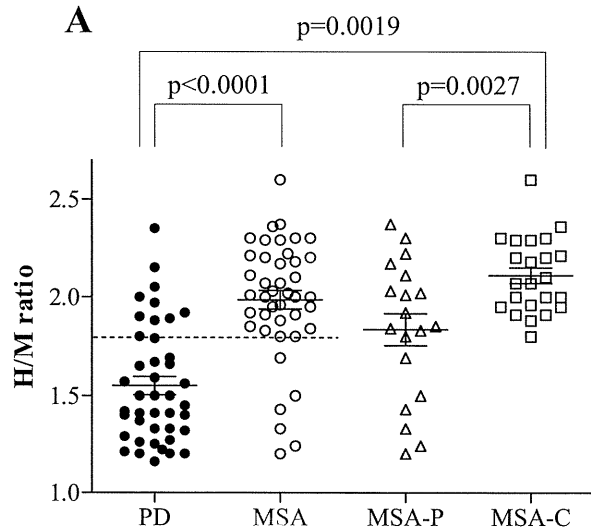 A
p=0.0019
p<0.0001
p=0.0027
H/M ratio
2.5
2.0
1.5
1.0
PD
MSA
MSA-P
MSA-C